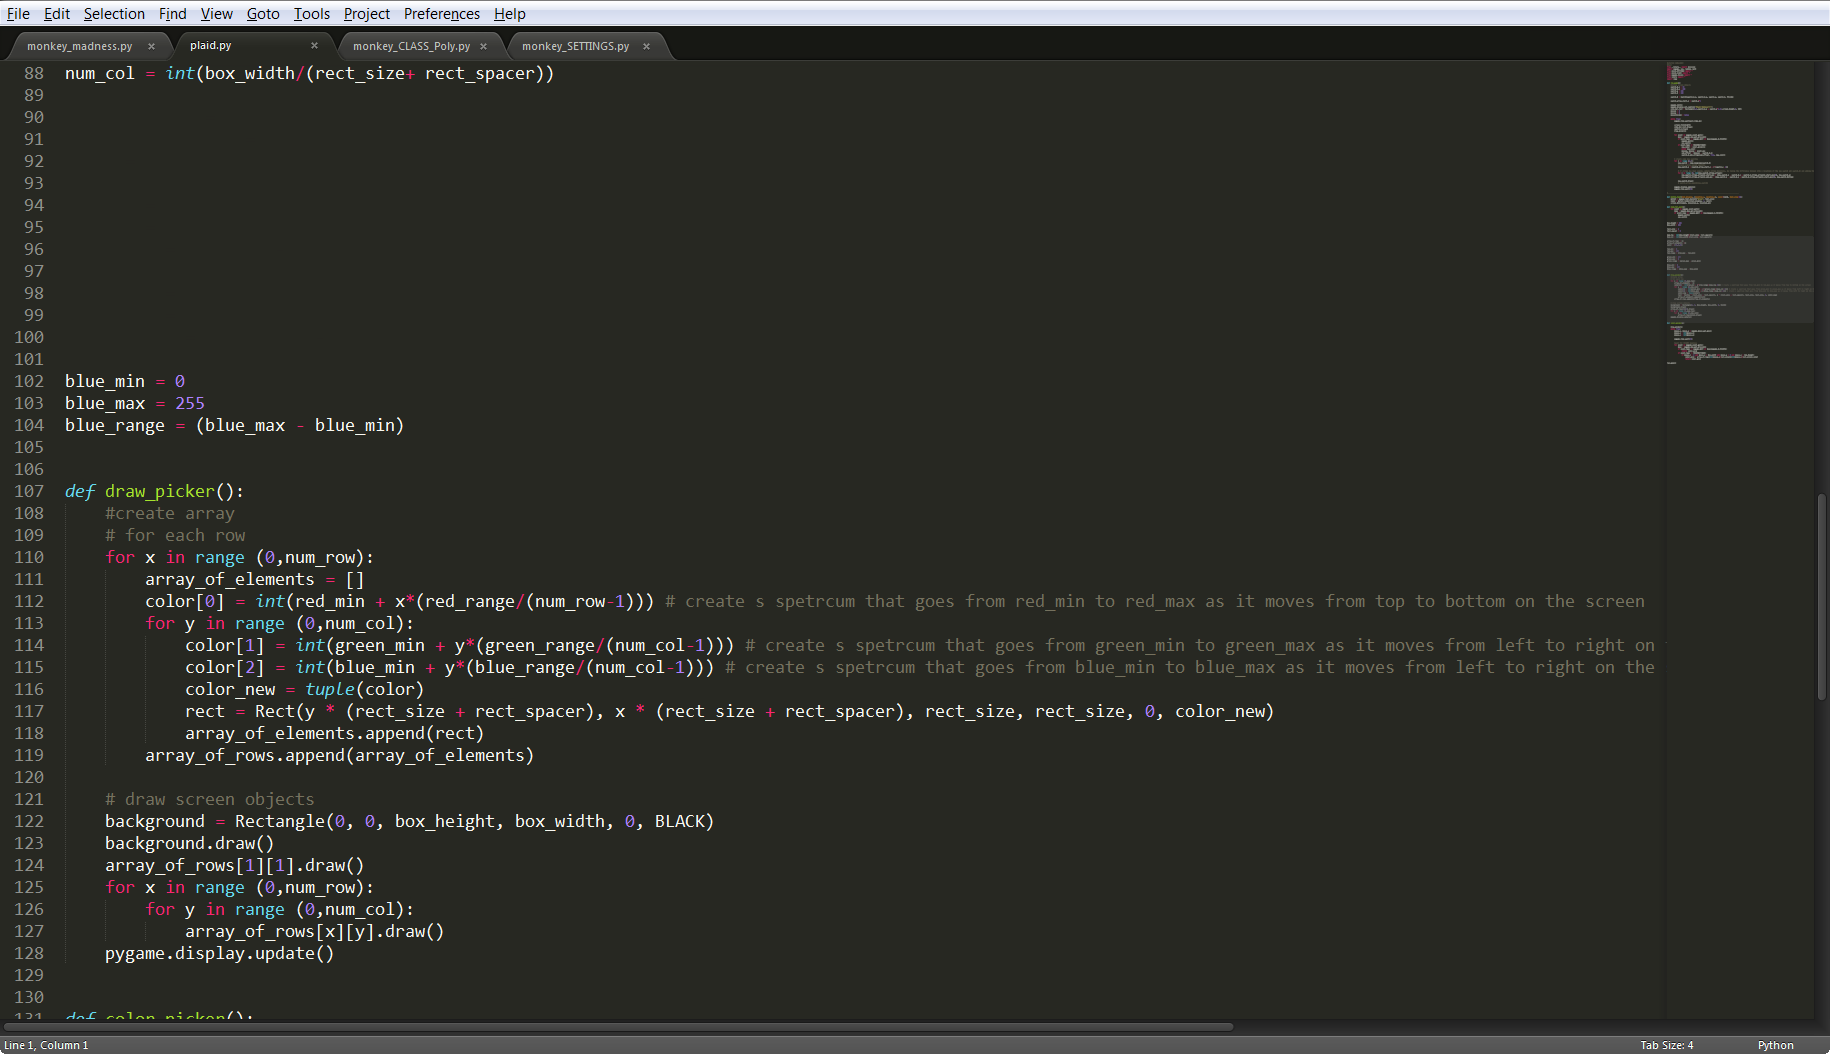 File Edit Selection Find View Goto Tools Project Preferences Help
monkey_madness.py × plaid.py × monkey_CLASS_Poly.py × monkey_SETTINGS.py ×
88 num_col = int(box_width/(rect_size+ rect_spacer))
89
90
91
92
93
94
95
96
97
98
99
100
101
102 blue_min = 0
103 blue_max = 255
104 blue_range = (blue_max - blue_min)
105
106
107 def draw_picker():
108 #create array
109 # for each row
110 for x in range (0,num_row):
111 array_of_elements = []
112 color[0] = int(red_min + x*(red_range/(num_row-1))) # create s spetrcum that goes from red_min to red_max as it moves from top to bottom on the screen
113 for y in range (0,num_col):
114 color[1] = int(green_min + y*(green_range/(num_col-1))) # create s spetrcum that goes from green_min to green_max as it moves from left to right on
115 color[2] = int(blue_min + y*(blue_range/(num_col-1))) # create s spetrcum that goes from blue_min to blue_max as it moves from left to right on the
116 color_new = tuple(color)
117 rect = Rect(y * (rect_size + rect_spacer), x * (rect_size + rect_spacer), rect_size, rect_size, 0, color_new)
118 array_of_elements.append(rect)
119 array_of_rows.append(array_of_elements)
120
121 # draw screen objects
122 background = Rectangle(0, 0, box_height, box_width, 0, BLACK)
123 background.draw()
124 array_of_rows[1][1].draw()
125 for x in range (0,num_row):
126 for y in range (0,num_col):
127 array_of_rows[x][y].draw()
128 pygame.display.update()
129
130
131 def color_picker():
Line 1, Column 1 Tab Size: 4 Python